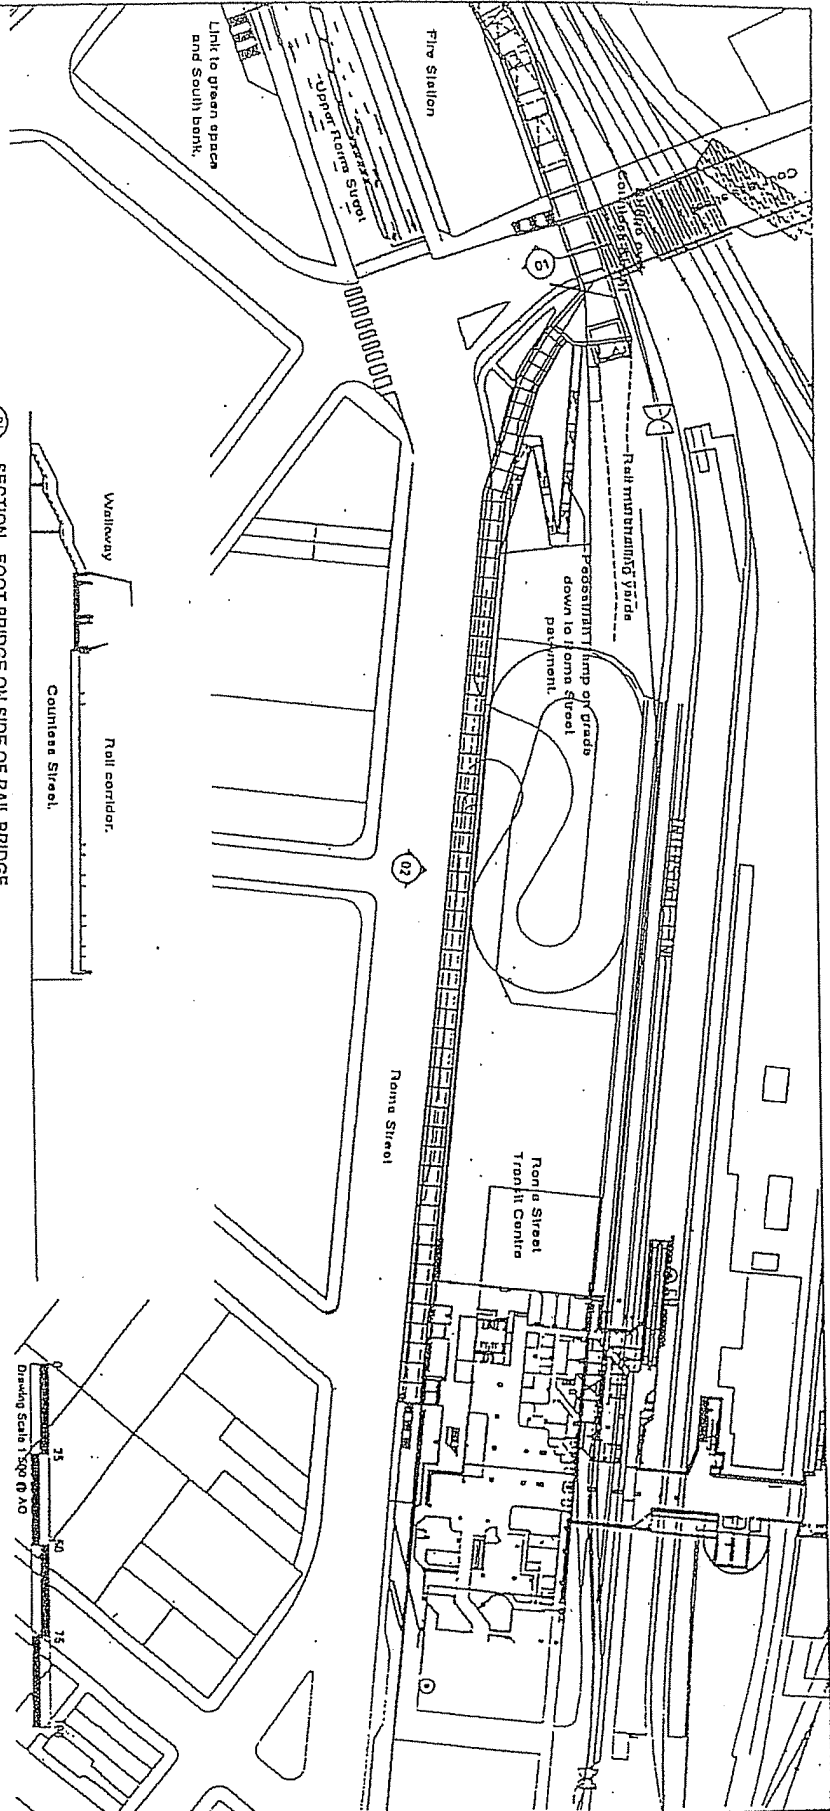 Fire Station
Upper Roma Street
Link to green space
and South bank.
01
Rail marshalling yards
Pedestrian ramp on grade
down to Roma Street
pavement.
02
Roma Street
Roma Street
Transit Centre
Walkway
Rail corridor.
Countess Street.
SECTION FOOT BRIDGE ON SIDE OF RAIL BRIDGE
0
25
50
75
100
Drawing Scale 1:500 @ A0